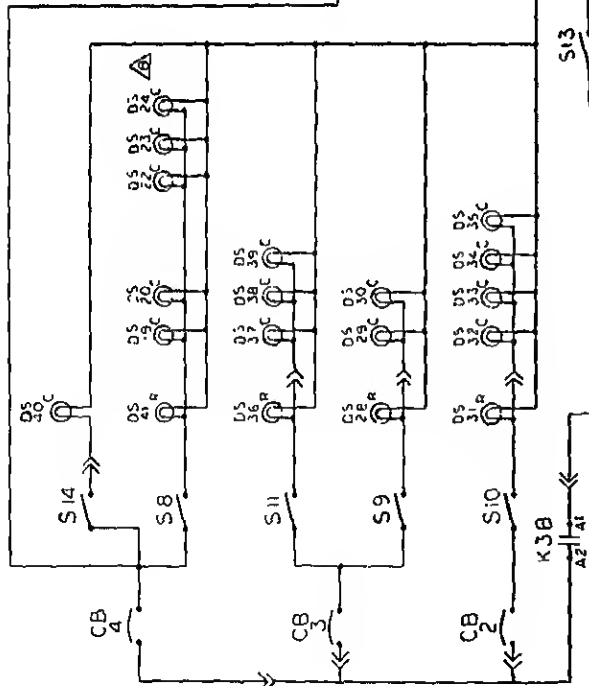 DS 40 C
S14
CB 4
6
DS 41 R
DS 19 C
DS 20 C
DS 22 C
DS 23 C
DS 24 C
S8
DS 36 R
DS 37 C
DS 38 C
DS 39 C
S11
CB 3
DS 28 R
DS 29 C
DS 30 C
S9
DS 31 R
DS 32 C
DS 33 C
DS 34 C
DS 35 C
S10
CB 2
K38
A2 A1
S13